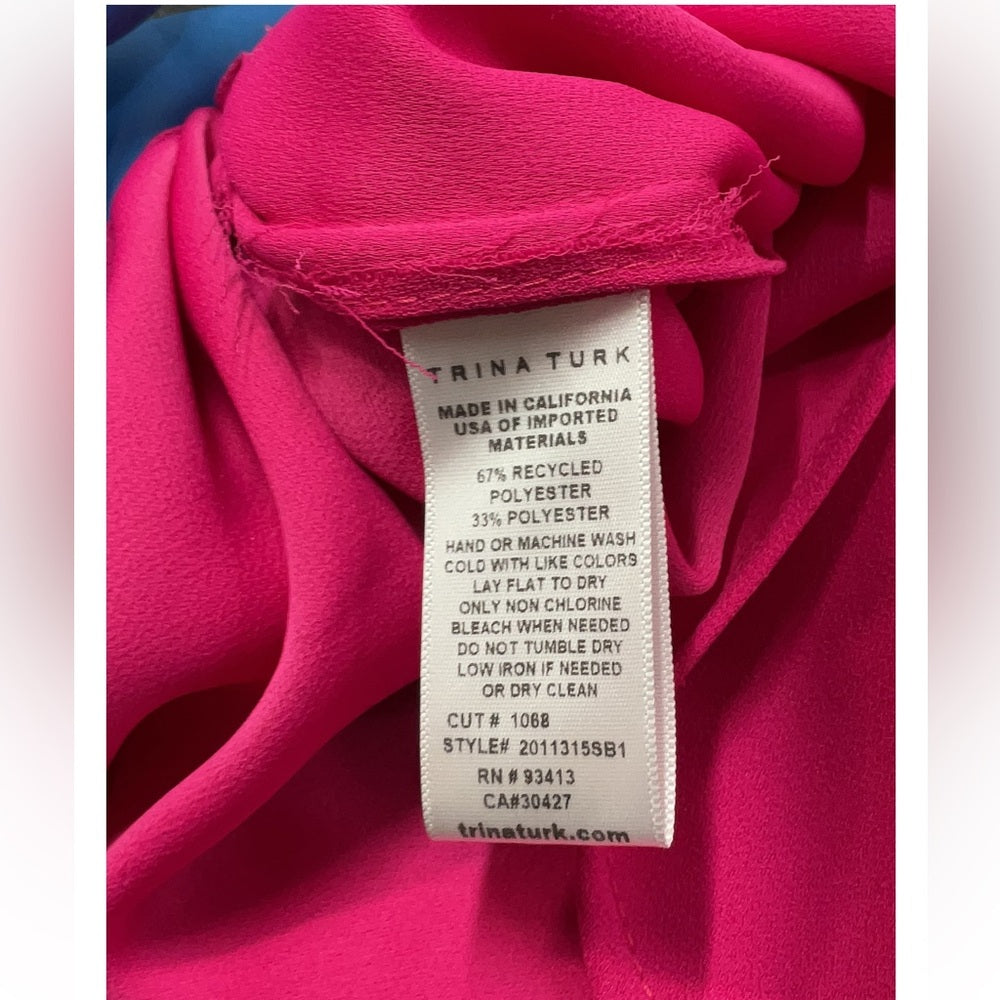 TRINA TURK
MADE IN CALIFORNIA
USA OF IMPORTED
MATERIALS
67% RECYCLED
POLYESTER
33% POLYESTER
HAND OR MACHINE WASH
COLD WITH LIKE COLORS
LAY FLAT TO DRY
ONLY NON CHLORINE
BLEACH WHEN NEEDED
DO NOT TUMBLE DRY
LOW IRON IF NEEDED
OR DRY CLEAN
CUT # 1068
STYLE# 2011315SB1
RN # 93413
CA#30427
trinaturk.com